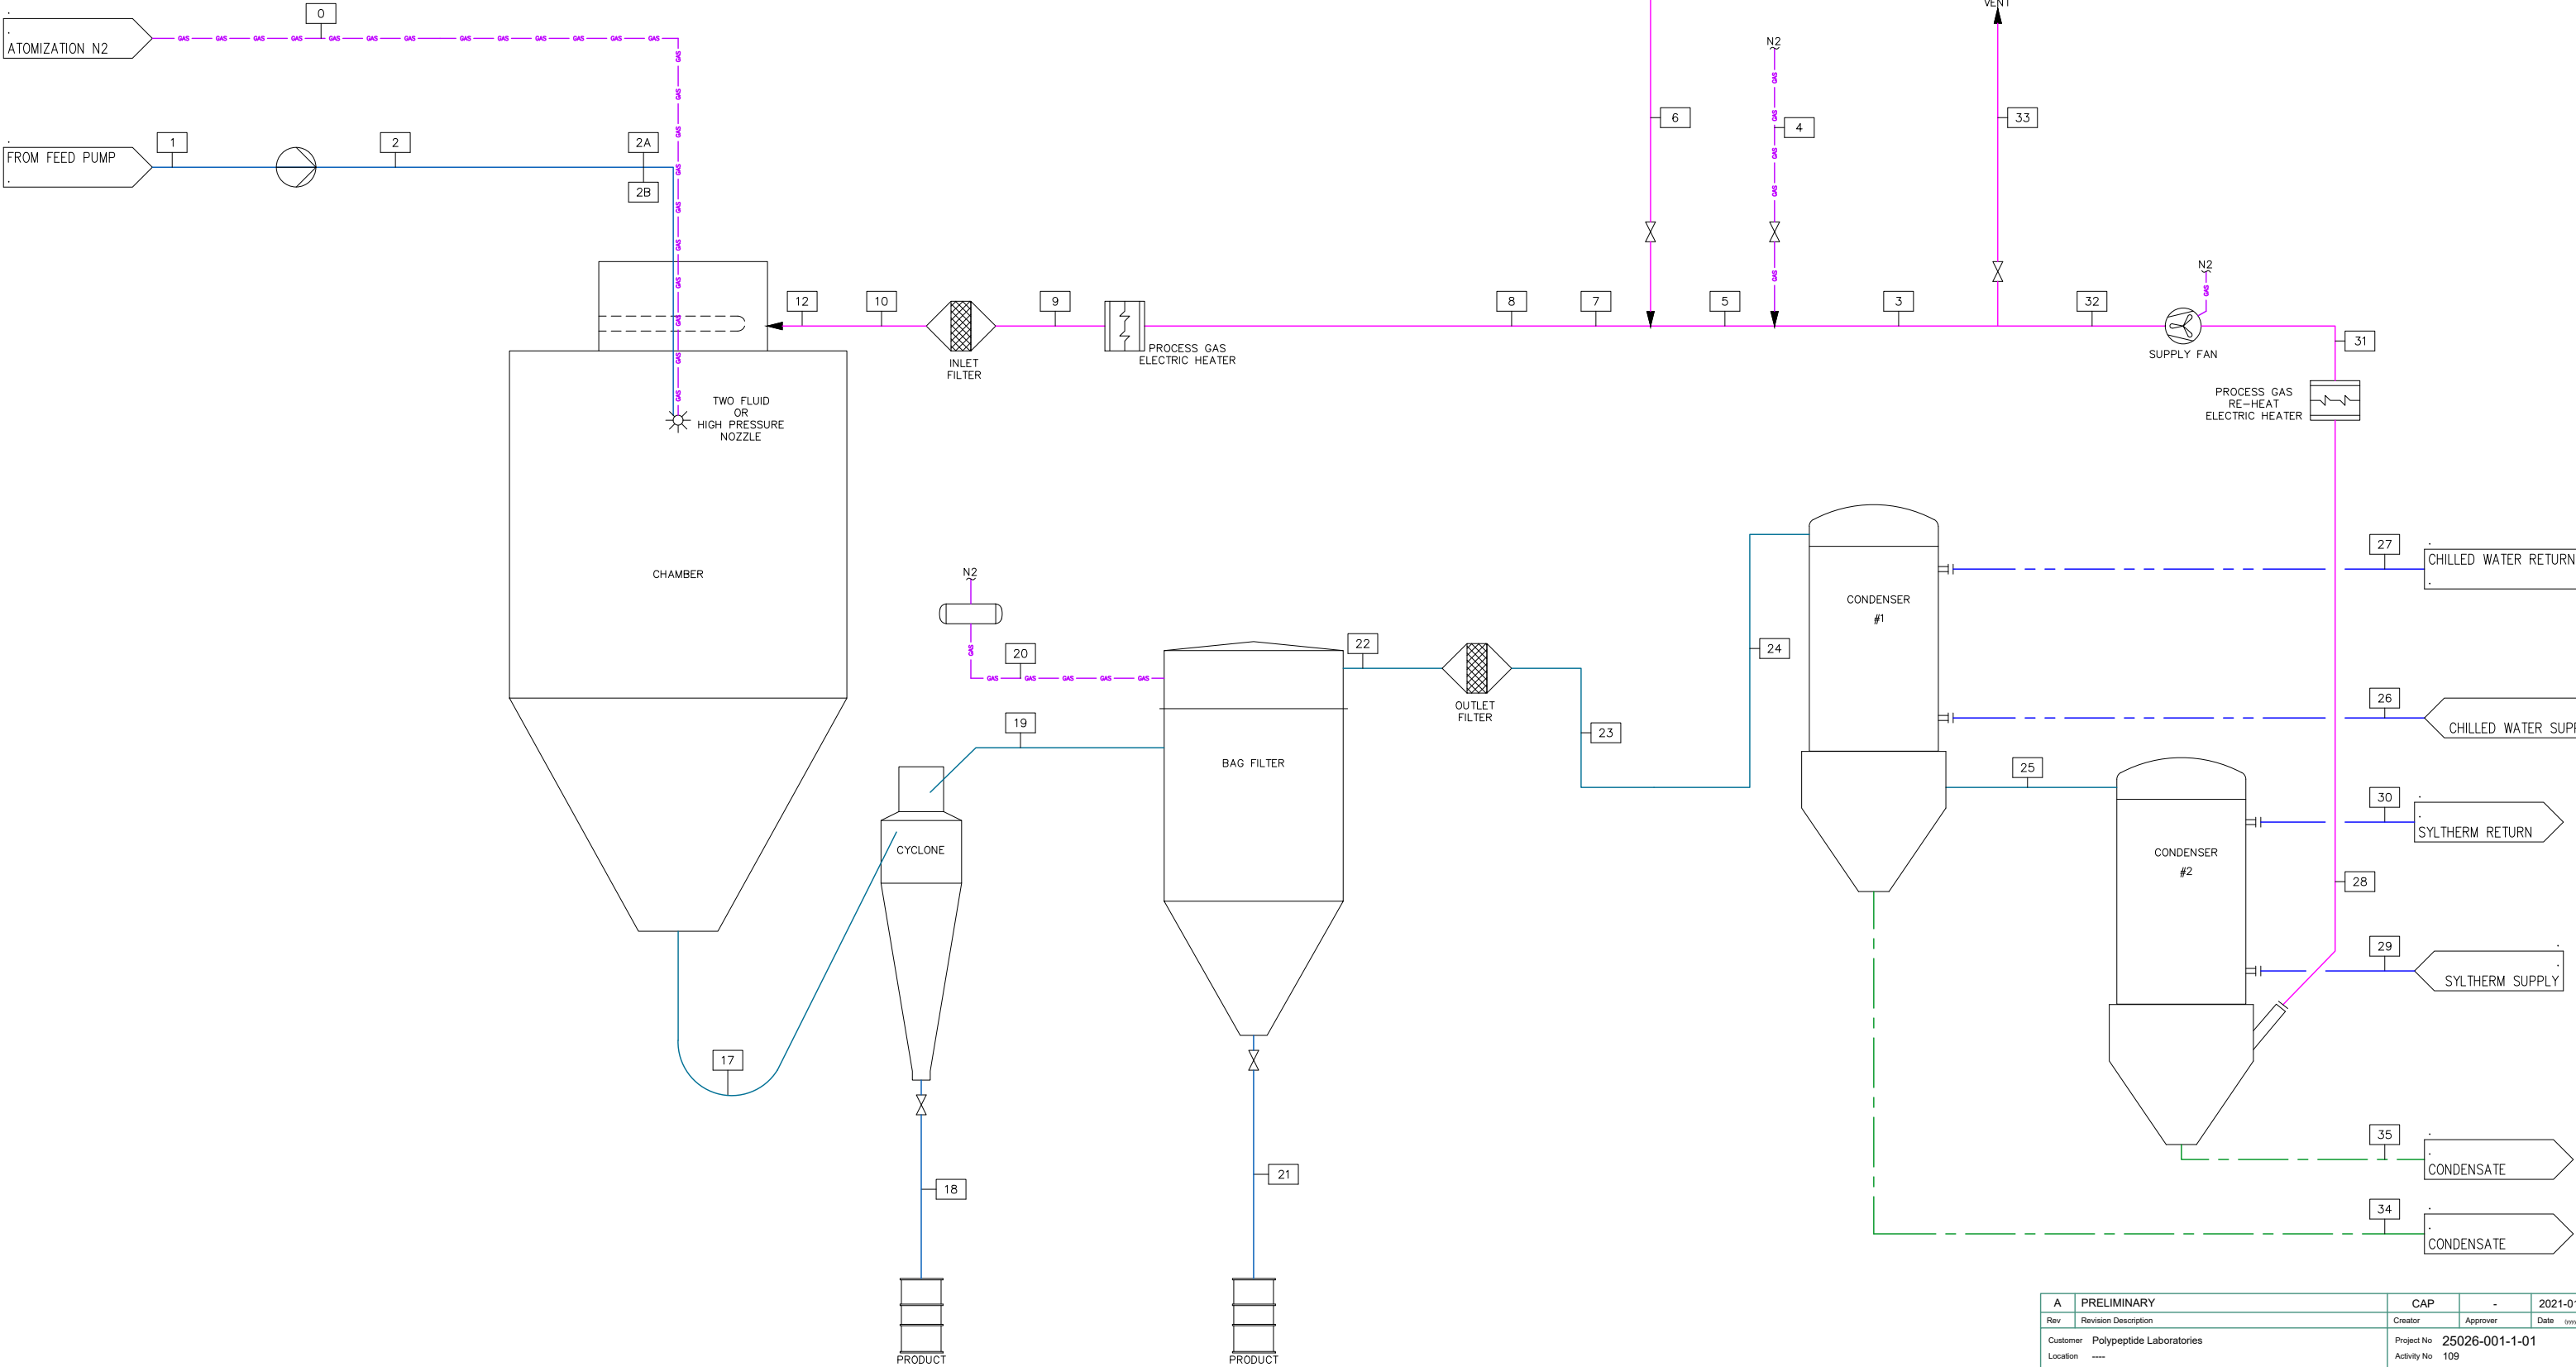 VENT
0
ATOMIZATION N2
N2
6
4
33
FROM FEED PUMP
1
2
2A
2B
N2
12
10
9
8
7
5
3
32
31
INLET
FILTER
PROCESS GAS
ELECTRIC HEATER
SUPPLY FAN
PROCESS GAS
RE-HEAT
ELECTRIC HEATER
TWO FLUID
OR
HIGH PRESSURE
NOZZLE
CHAMBER
N2
20
22
24
CONDENSER
#1
27
CHILLED WATER RETURN
26
CHILLED WATER SUP
OUTLET
FILTER
23
19
BAG FILTER
CYCLONE
25
30
SYLTHERM RETURN
CONDENSER
#2
28
29
SYLTHERM SUPPLY
17
18
21
35
CONDENSATE
34
CONDENSATE
PRODUCT
PRODUCT
A PRELIMINARY CAP - 2021-01
Rev Revision Description Creator Approver Date
Customer Polypeptide Laboratories Project No 25026-001-1-01
Location ---- Activity No 109